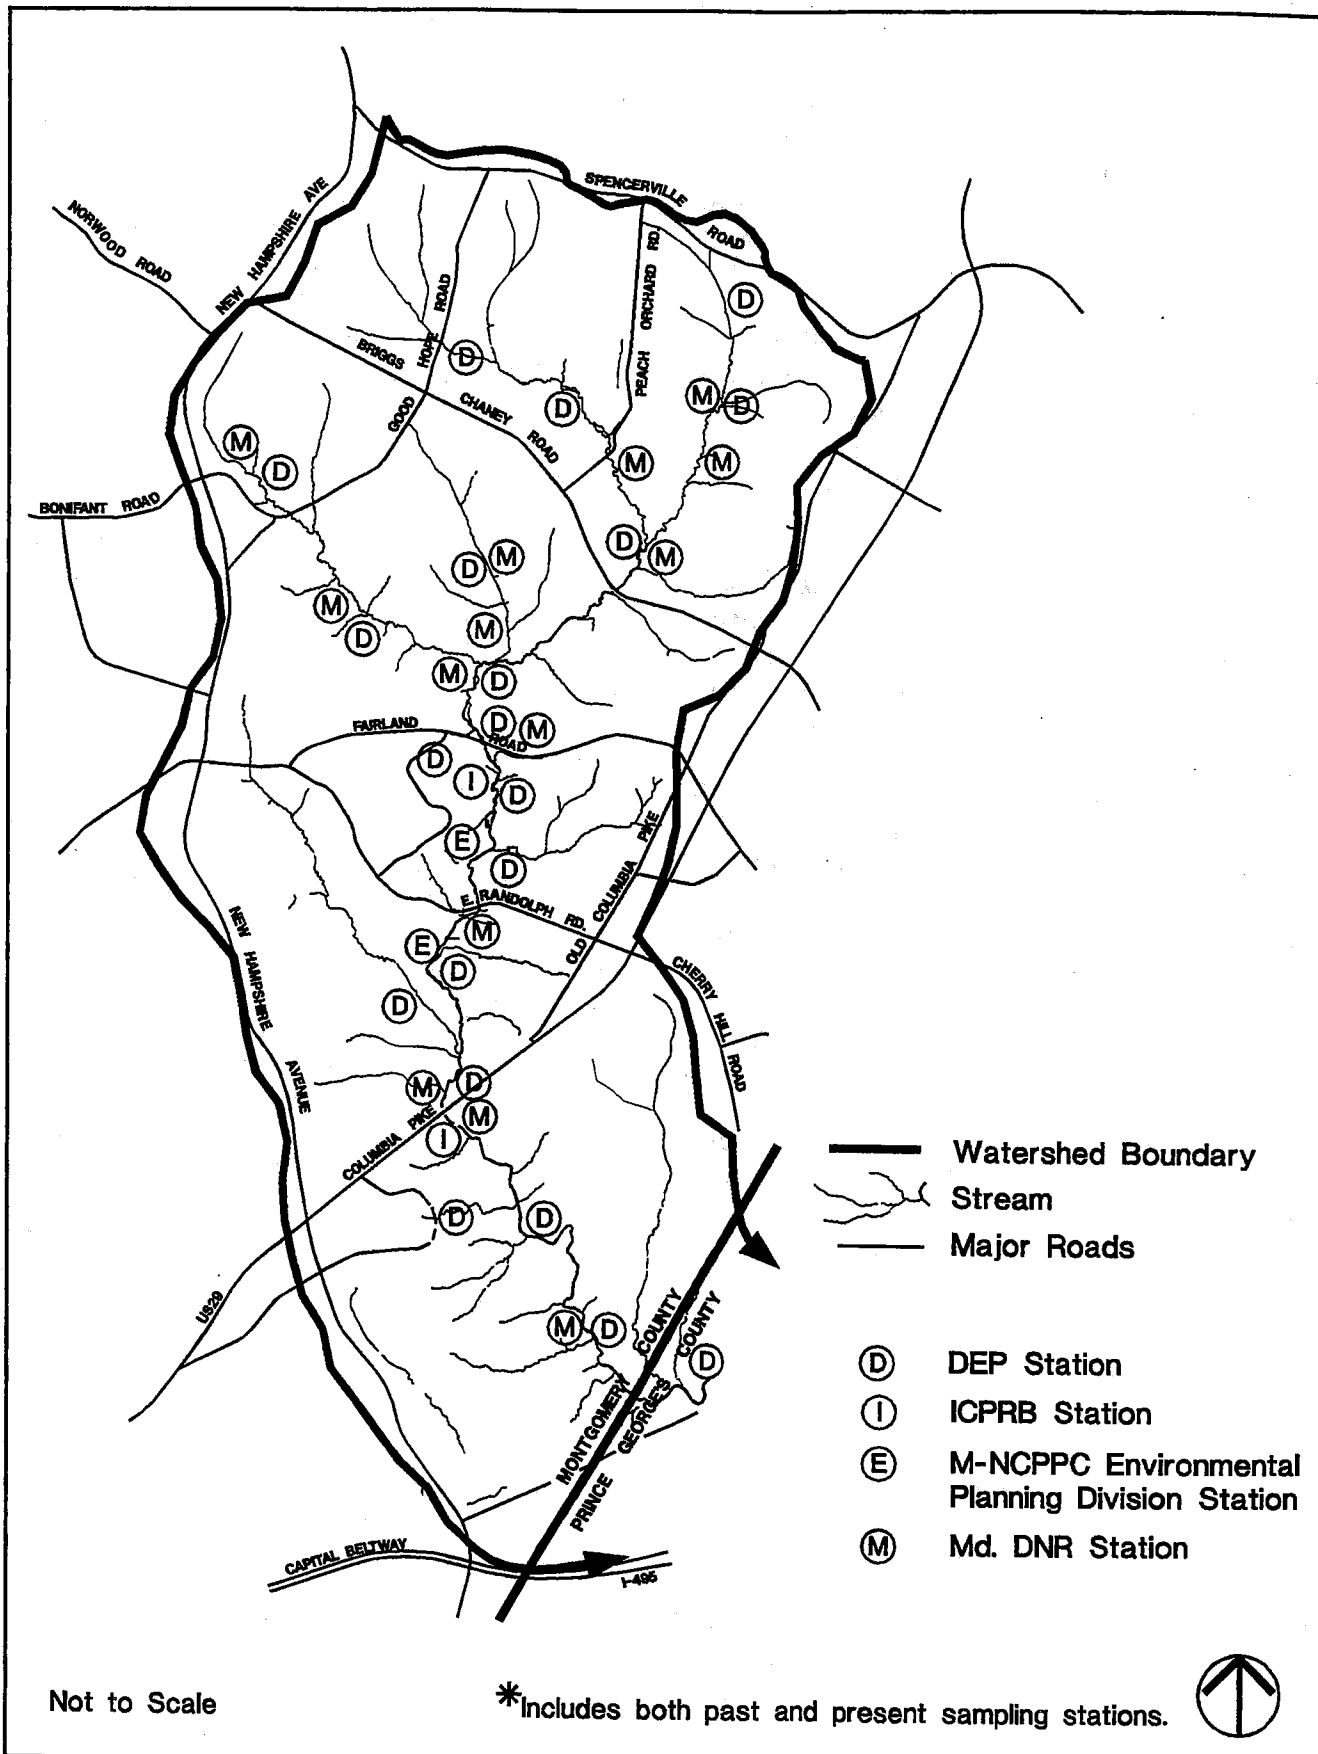 SPENCERVILLE
ROAD
NEW HAMPSHIRE AVE
NORWOOD ROAD
PEACH ORCHARD RD.
GOOD HOPE ROAD
BRIGGS CHANEY ROAD
D
D
D
M
D
M
D
M
M
BONIFANT ROAD
D
M
D
M
M
D
M
M
D
D
M
FAIRLAND
ROAD
D
I
D
E
D
E. RANDOLPH RD.
OLD COLUMBIA PIKE
M
E
D
D
NEW HAMPSHIRE
AVENUE
CHERRY HILL ROAD
M
D
M
I
COLUMBIA PIKE
D
D
US29
M
D
D
MONTGOMERY COUNTY
PRINCE GEORGE'S COUNTY
CAPITAL BELTWAY
I-495
Watershed Boundary
Stream
Major Roads
D DEP Station
I ICPRB Station
E M-NCPPC Environmental
Planning Division Station
M Md. DNR Station
Not to Scale
*Includes both past and present sampling stations.